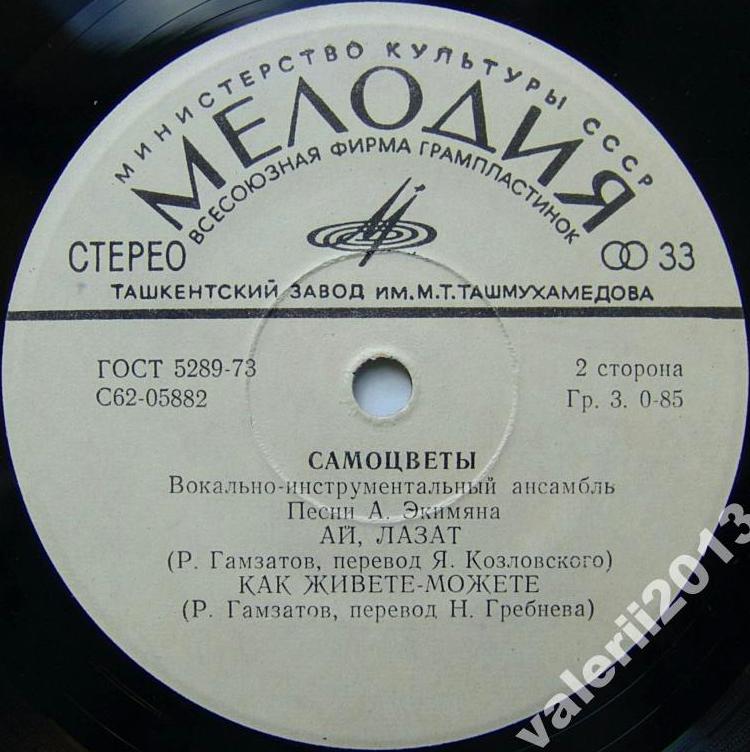 МИНИСТЕРСТВО КУЛЬТУРЫ СССР
МЕЛОДИЯ
ВСЕСОЮЗНАЯ ФИРМА ГРАМПЛАСТИНОК
СТЕРЕО 33
ТАШКЕНТСКИЙ ЗАВОД ИМ.М.Т.ТАШМУХАМЕДОВА
ГОСТ 5289-73 2 сторона
С62-05882 Гр. 3. 0-85
САМОЦВЕТЫ
Вокально-инструментальный ансамбль
Песни А. Экимяна
АЙ, ЛАЗАТ
(Р. Гамзатов, перевод Я. Козловского)
КАК ЖИВЕТЕ-МОЖЕТЕ
(Р. Гамзатов, перевод Н. Гребнева)
valerii2013